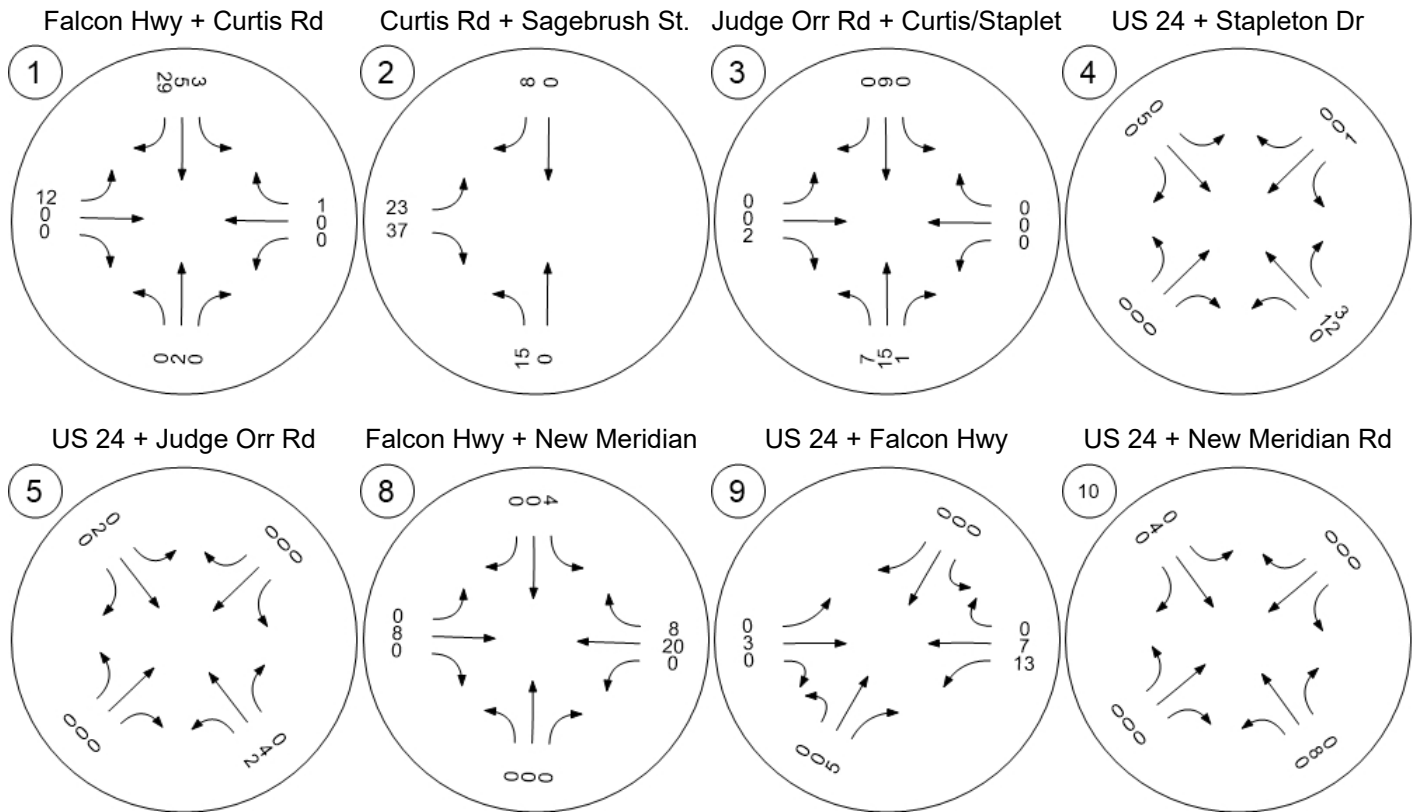 Falcon Hwy + Curtis Rd
1
29 5 3
12
0
0
1
0
0
0 2 0
Curtis Rd + Sagebrush St.
2
8 0
23
37
15 0
Judge Orr Rd + Curtis/Staplet
3
0 6 0
0
0
2
0
0
0
7 15 1
US 24 + Stapleton Dr
4
0 5 0
0 0 1
0 0 0
0 12 3
US 24 + Judge Orr Rd
5
0 2 0
0 0 0
0 0 0
2 4 0
Falcon Hwy + New Meridian
8
0 0 4
0
8
0
8
20
0
0 0 0
US 24 + Falcon Hwy
9
0 0 0
0
3
0
0
7
13
0 0 5
US 24 + New Meridian Rd
10
0 4 0
0 0 0
0 0 0
0 8 0